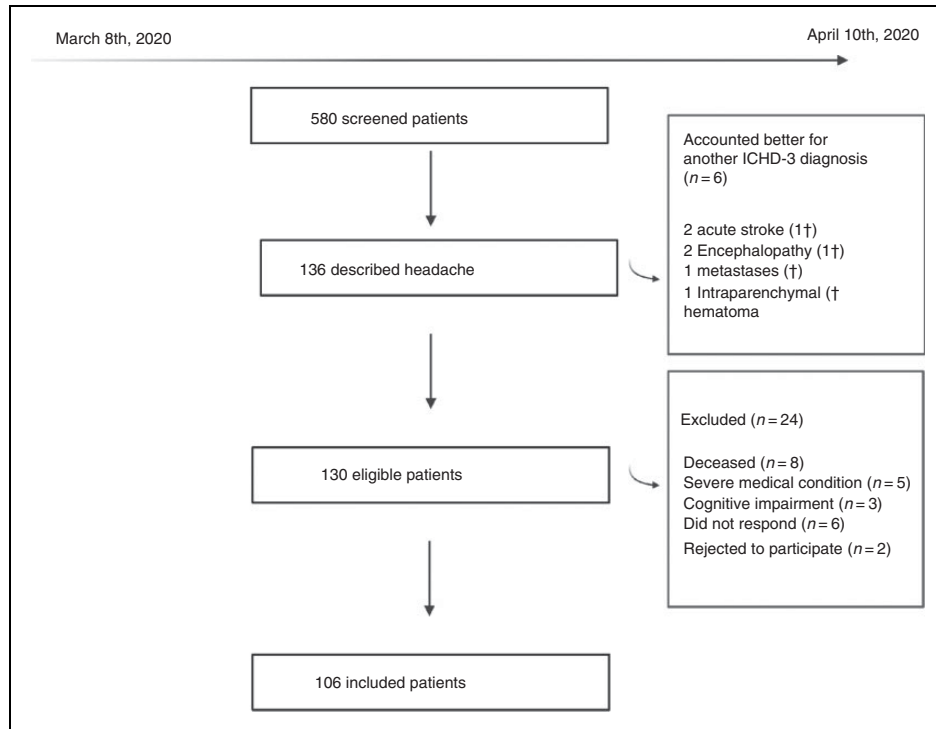 March 8th, 2020
April 10th, 2020
580 screened patients
Accounted better for
another ICHD-3 diagnosis
(n = 6)
2 acute stroke (1†)
2 Encephalopathy (1†)
1 metastases (†)
1 Intraparenchymal (†
hematoma
136 described headache
130 eligible patients
Excluded (n = 24)
Deceased (n = 8)
Severe medical condition (n = 5)
Cognitive impairment (n = 3)
Did not respond (n = 6)
Rejected to participate (n = 2)
106 included patients